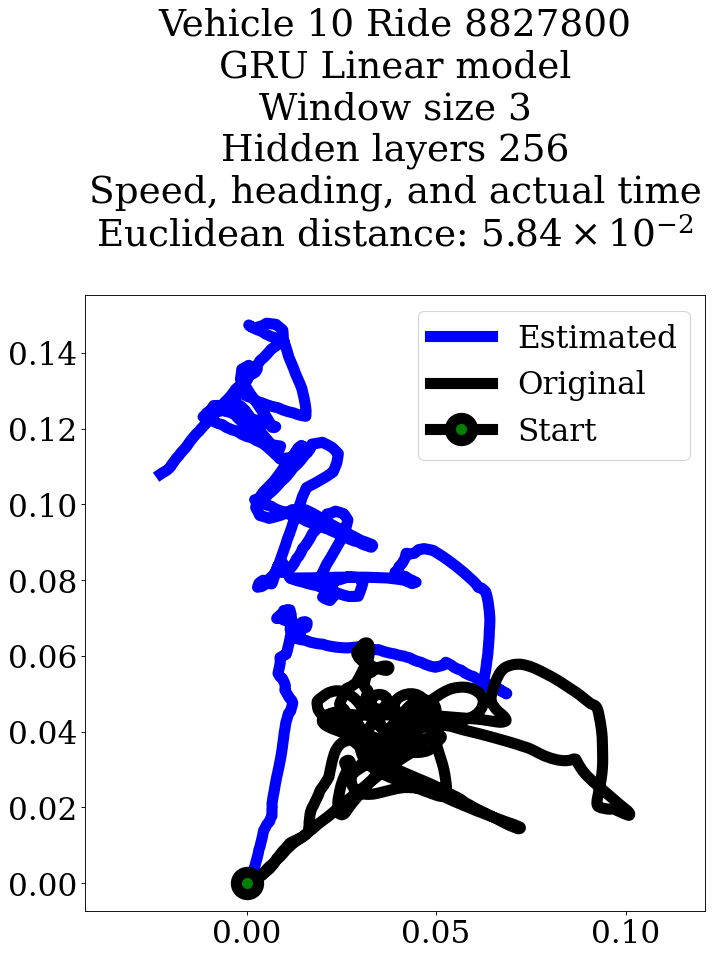 Vehicle 10 Ride 8827800
GRU Linear model
Window size 3
Hidden layers 256
Speed, heading, and actual time
Euclidean distance: 5.84 × 10⁻²
Estimated
Original
Start
0.14
0.12
0.10
0.08
0.06
0.04
0.02
0.00
0.00 0.05 0.10